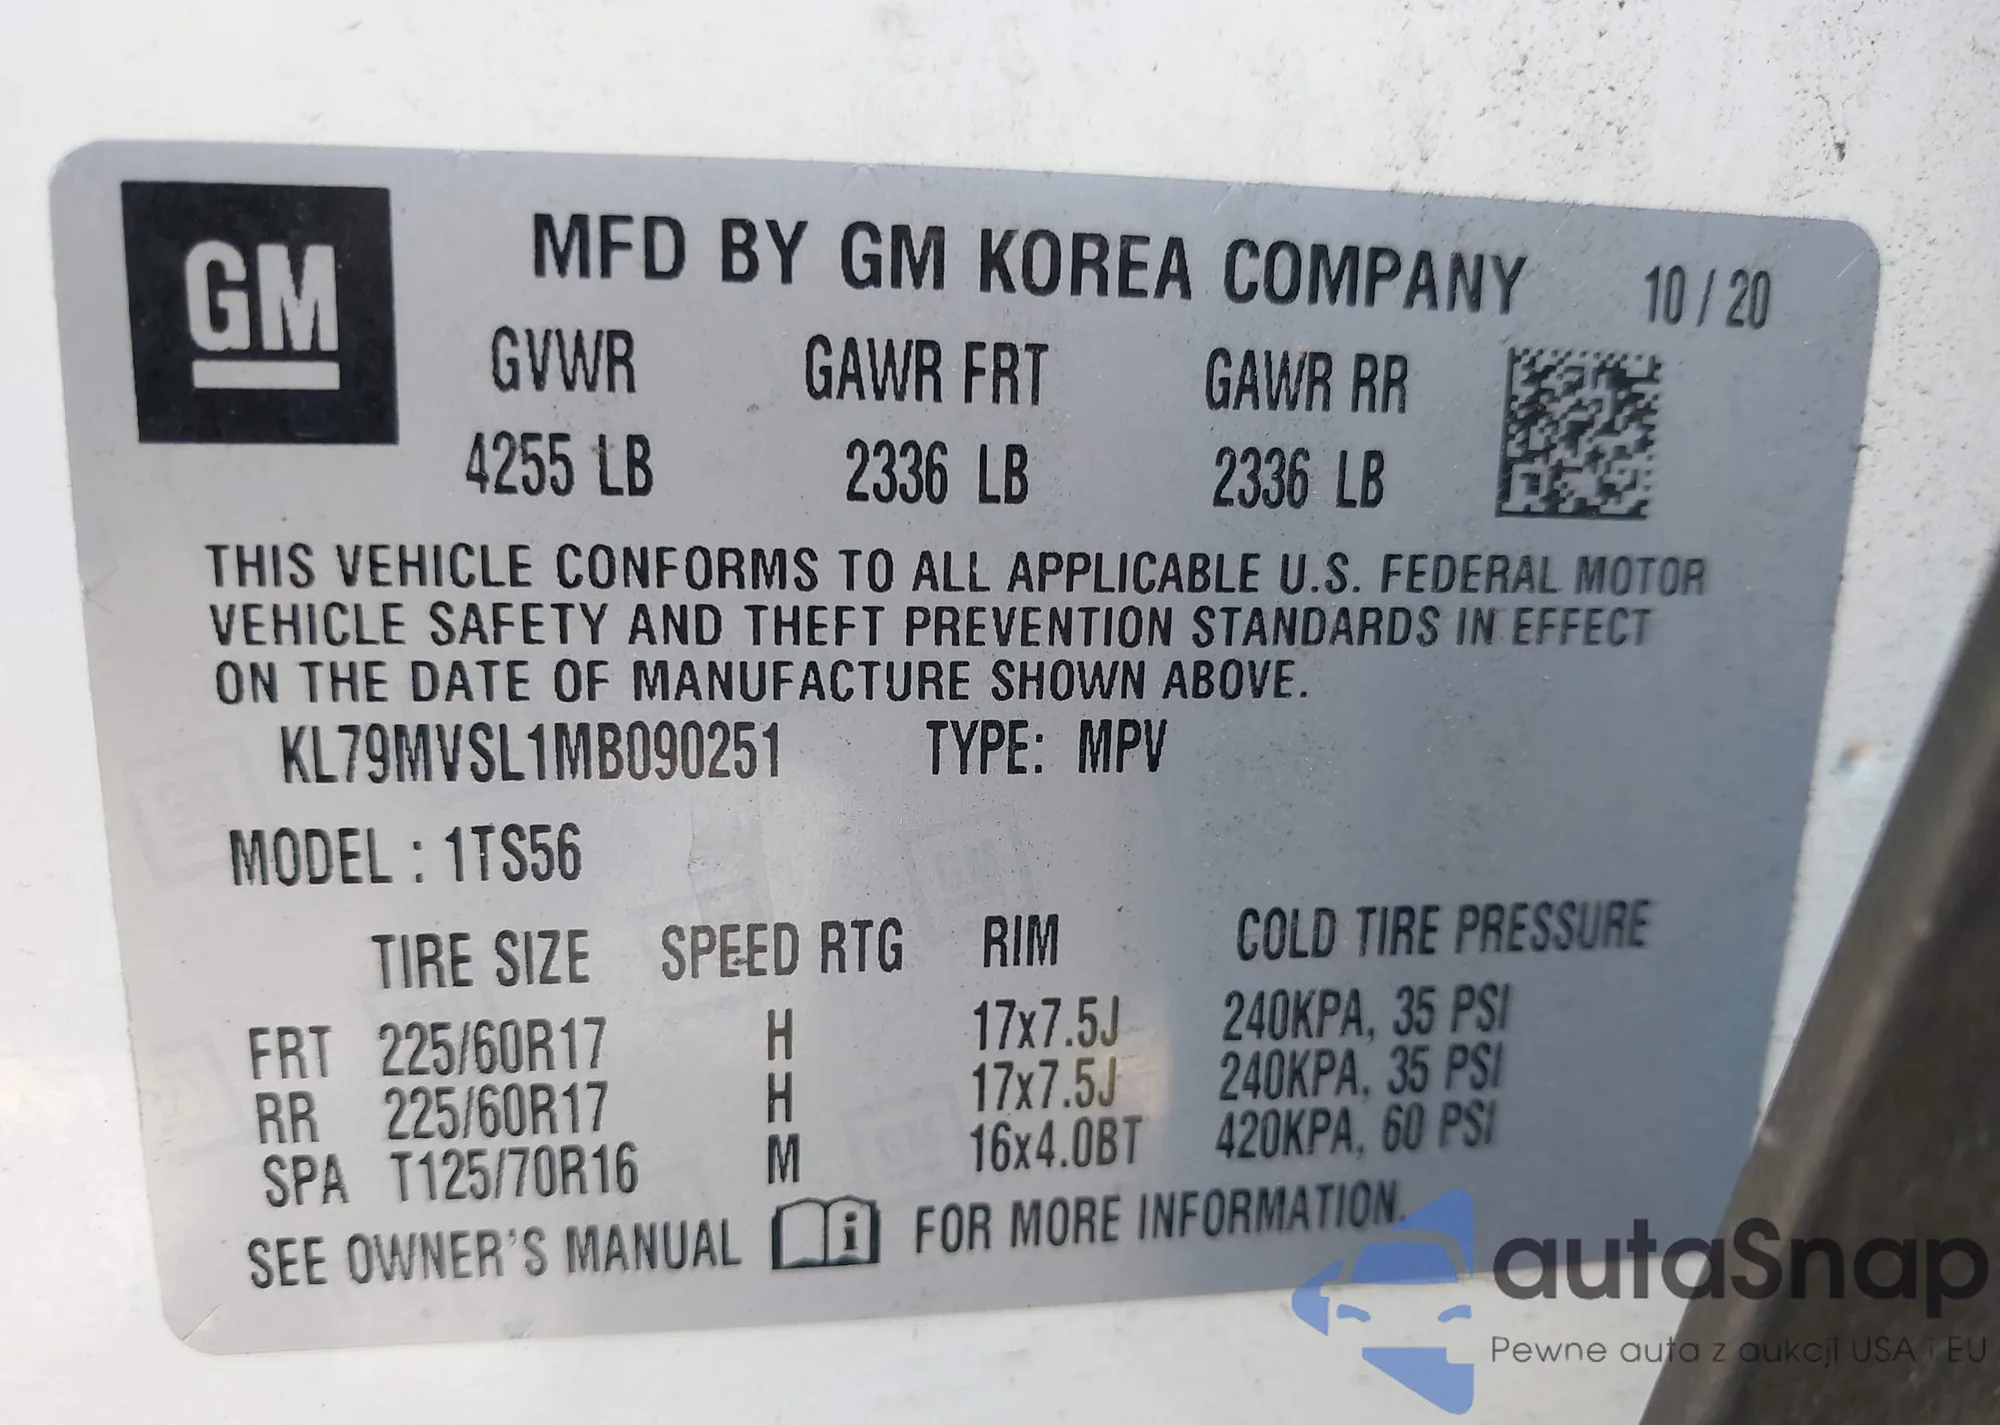 GM
MFD BY GM KOREA COMPANY 10 / 20
GVWR GAWR FRT GAWR RR
4255 LB 2336 LB 2336 LB
THIS VEHICLE CONFORMS TO ALL APPLICABLE U.S. FEDERAL MOTOR
VEHICLE SAFETY AND THEFT PREVENTION STANDARDS IN EFFECT
ON THE DATE OF MANUFACTURE SHOWN ABOVE.
KL79MVSL1MB090251 TYPE: MPV
MODEL : 1TS56
TIRE SIZE SPEED RTG RIM COLD TIRE PRESSURE
FRT 225/60R17 H 17x7.5J 240KPA, 35 PSI
RR 225/60R17 H 17x7.5J 240KPA, 35 PSI
SPA T125/70R16 M 16x4.0BT 420KPA, 60 PSI
SEE OWNER'S MANUAL i FOR MORE INFORMATION.
autaSnap
Pewne auta z aukcji USA i EU